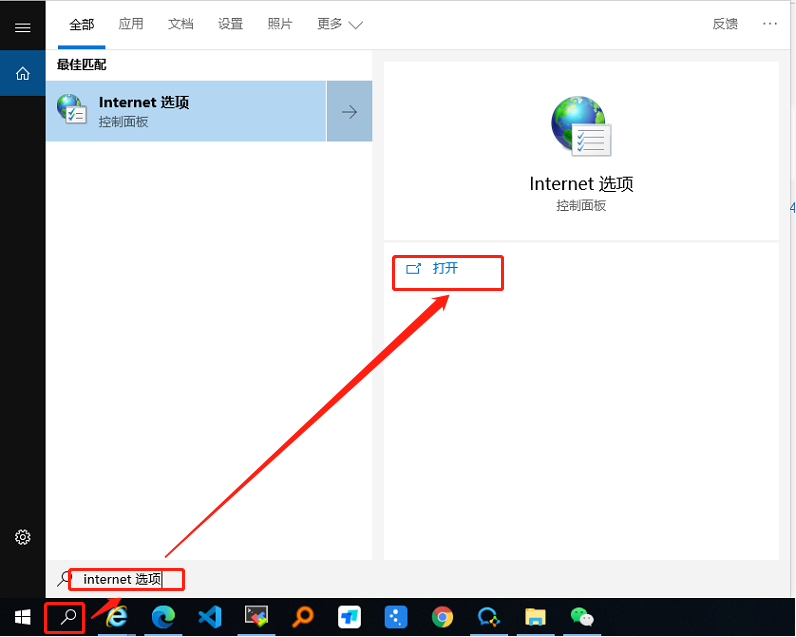 全部 应用 文档 设置 照片 更多 反馈 ...
最佳匹配
Internet 选项
控制面板
Internet 选项
控制面板
打开
internet 选项